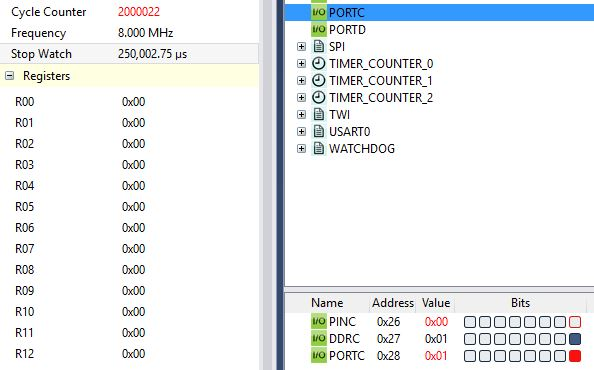 Cycle Counter 2000022
Frequency 8.000 MHz
Stop Watch 250,002.75 µs
Registers
R00 0x00
R01 0x00
R02 0x00
R03 0x00
R04 0x00
R05 0x00
R06 0x00
R07 0x00
R08 0x00
R09 0x00
R10 0x00
R11 0x00
R12 0x00
I/O PORTC
I/O PORTD
SPI
TIMER_COUNTER_0
TIMER_COUNTER_1
TIMER_COUNTER_2
TWI
USART0
WATCHDOG
Name Address Value Bits
I/O PINC 0x26 0x00
I/O DDRC 0x27 0x01
I/O PORTC 0x28 0x01